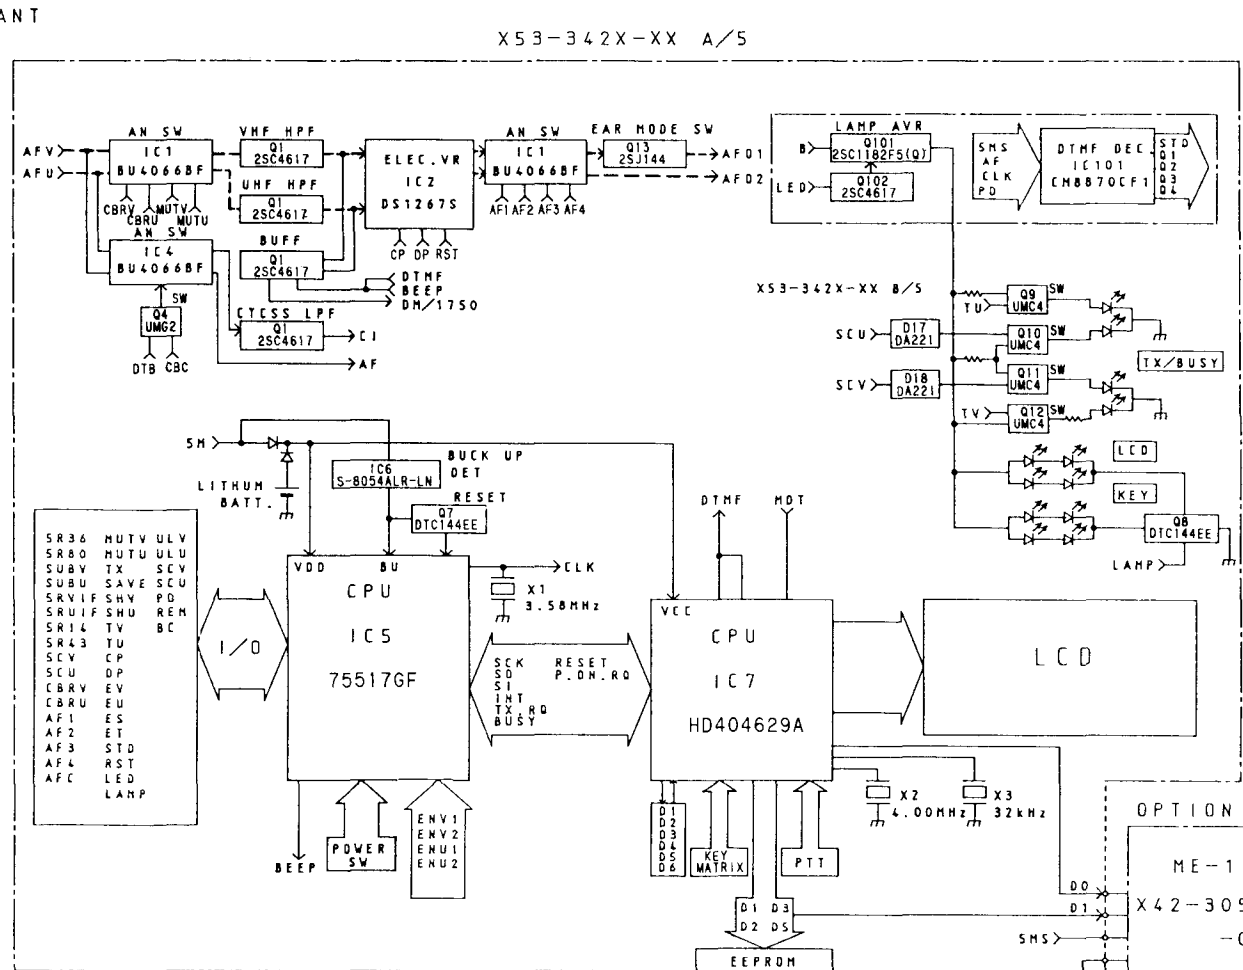 ANT
X53-342X-XX A/5
AN SW
IC1
BU4066BF
AFV
AFU
CBRV
CBRU
MUTV
MUTU
VHF HPF
Q1
2SC4617
UHF HPF
Q1
2SC4617
BUFF
Q1
2SC4617
ELEC.VR
IC2
DS1267S
CP DP RST
AN SW
IC1
BU4066BF
AF1 AF2 AF3 AF4
EAR MODE SW
Q13
2SJ144
AFO1
AFO2
AN SW
IC4
BU4066BF
SW
Q4
UMG2
DTB CBC
DTMF
BEEP
DM/1750
CTCSS LPF
Q1
2SC4617
CI
AF
LAMP AVR
B
Q101
2SC1182F5(Q)
LED
Q102
2SC4617
5MS
AF
CLK
PD
DTMF DEC
IC101
CM8870CF1
STD
Q1
Q2
Q3
Q4
X53-342X-XX B/5
Q9
UMC4
SW
TU
SCU
D17
DA221
Q10
UMC4
SW
SCV
D18
DA221
Q11
UMC4
SW
TV
Q12
UMC4
SW
TX/BUSY
LCD
KEY
Q8
DTC144EE
LAMP
5M
LITHUM
BATT.
IC6
S-8054ALR-LN
BUCK UP
DET
RESET
Q7
DTC144EE
5R36 MUTV ULV
5R80 MUTU ULU
SUBV TX SCV
SUBU SAVE SCU
SRVIF SHV PD
SRUIF SHU REM
5R14 TV BC
5R43 TU
SCV CP
SCU DP
CBRV EV
CBRU EU
AF1 ES
AF2 ET
AF3 STD
AF4 RST
AFC LED
LAMP
I/O
VDD BU
CPU
IC5
75517GF
CLK
X1
3.58MHz
SCK RESET
SO P.ON.RQ
SI
INT
TX.RQ
BUSY
DTMF
MDT
VCC
CPU
IC7
HD404629A
LCD
X2
4.00MHz
X3
32kHz
BEEP
POWER
SW
ENV1
ENV2
ENU1
ENU2
D1
D2
D3
D4
D5
D6
KEY
MATRIX
PTT
D1 D3
D2 D5
EEPROM
OPTION
ME-1
X42-305
D0
D1
5MS